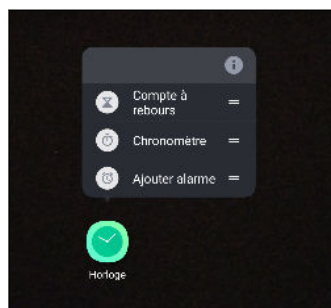 Compte à
rebours
Chronomètre
Ajouter alarme
Horloge